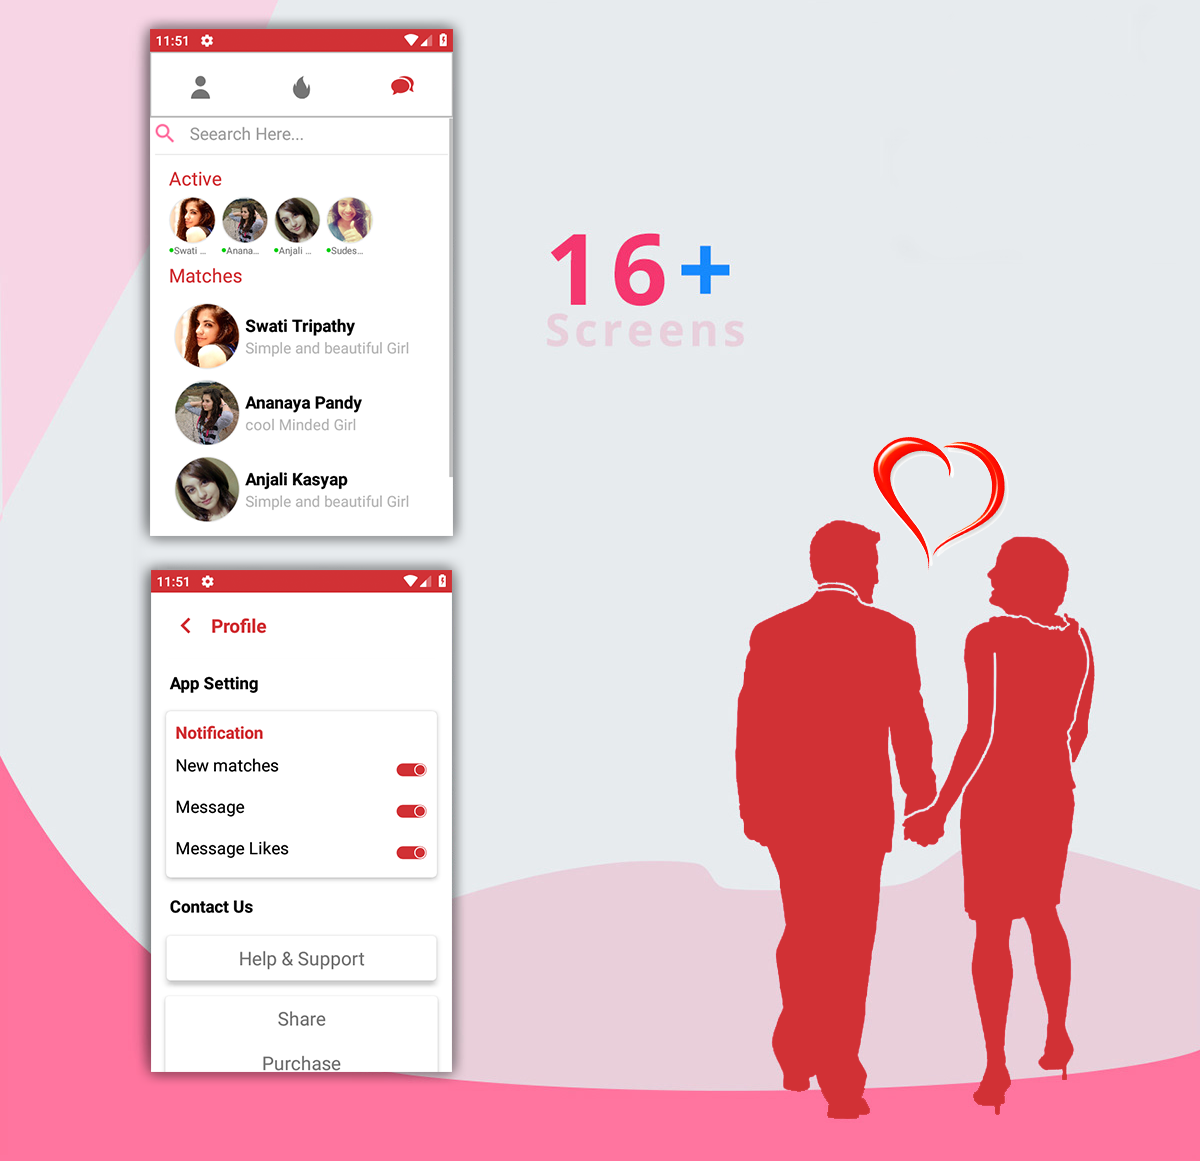 11:51
Seearch Here...
Active
Swati ...
Anana...
Anjali ...
Sudes...
Matches
Swati Tripathy
Simple and beautiful Girl
Ananaya Pandy
cool Minded Girl
Anjali Kasyap
Simple and beautiful Girl
16+
Screens
11:51
Profile
App Setting
Notification
New matches
Message
Message Likes
Contact Us
Help & Support
Share
Purchase